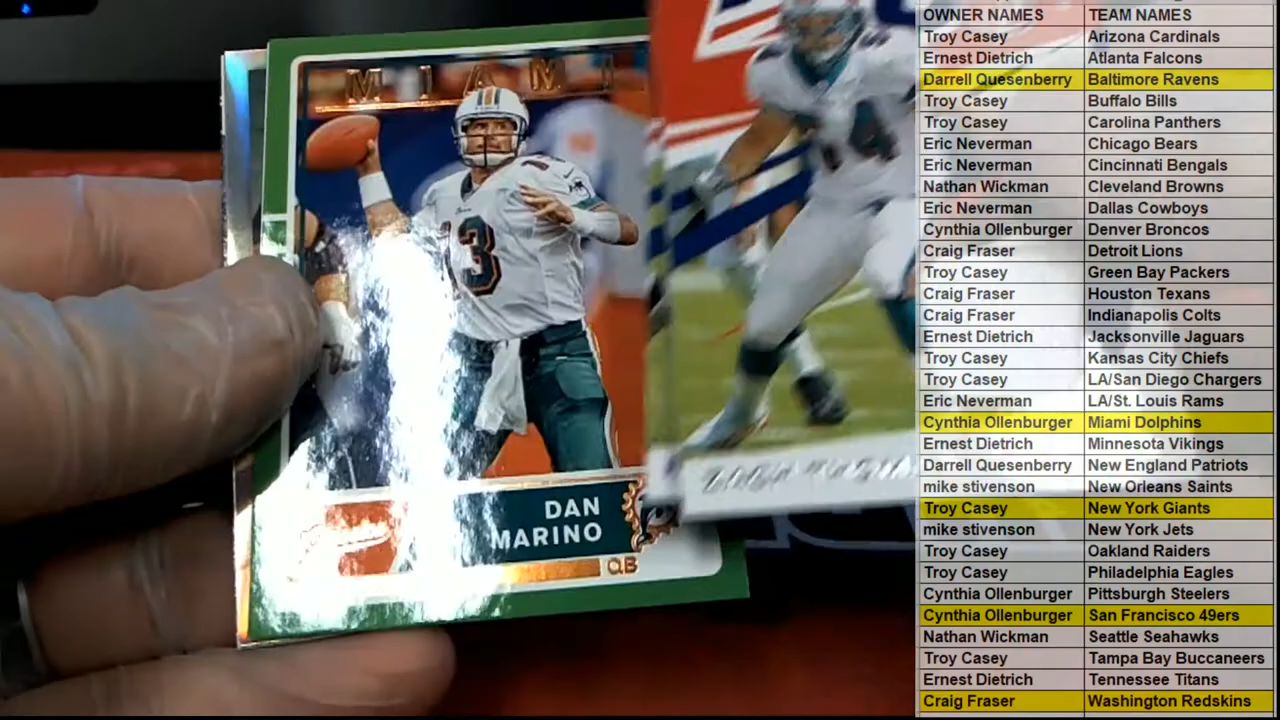 MIAMI
13
DAN
MARINO
QB
OWNER NAMES TEAM NAMES
Troy Casey Arizona Cardinals
Ernest Dietrich Atlanta Falcons
Darrell Quesenberry Baltimore Ravens
Troy Casey Buffalo Bills
Troy Casey Carolina Panthers
Eric Neverman Chicago Bears
Eric Neverman Cincinnati Bengals
Nathan Wickman Cleveland Browns
Eric Neverman Dallas Cowboys
Cynthia Ollenburger Denver Broncos
Craig Fraser Detroit Lions
Troy Casey Green Bay Packers
Craig Fraser Houston Texans
Craig Fraser Indianapolis Colts
Ernest Dietrich Jacksonville Jaguars
Troy Casey Kansas City Chiefs
Troy Casey LA/San Diego Chargers
Eric Neverman LA/St. Louis Rams
Cynthia Ollenburger Miami Dolphins
Ernest Dietrich Minnesota Vikings
Darrell Quesenberry New England Patriots
mike stivenson New Orleans Saints
Troy Casey New York Giants
mike stivenson New York Jets
Troy Casey Oakland Raiders
Troy Casey Philadelphia Eagles
Cynthia Ollenburger Pittsburgh Steelers
Cynthia Ollenburger San Francisco 49ers
Nathan Wickman Seattle Seahawks
Troy Casey Tampa Bay Buccaneers
Ernest Dietrich Tennessee Titans
Craig Fraser Washington Redskins